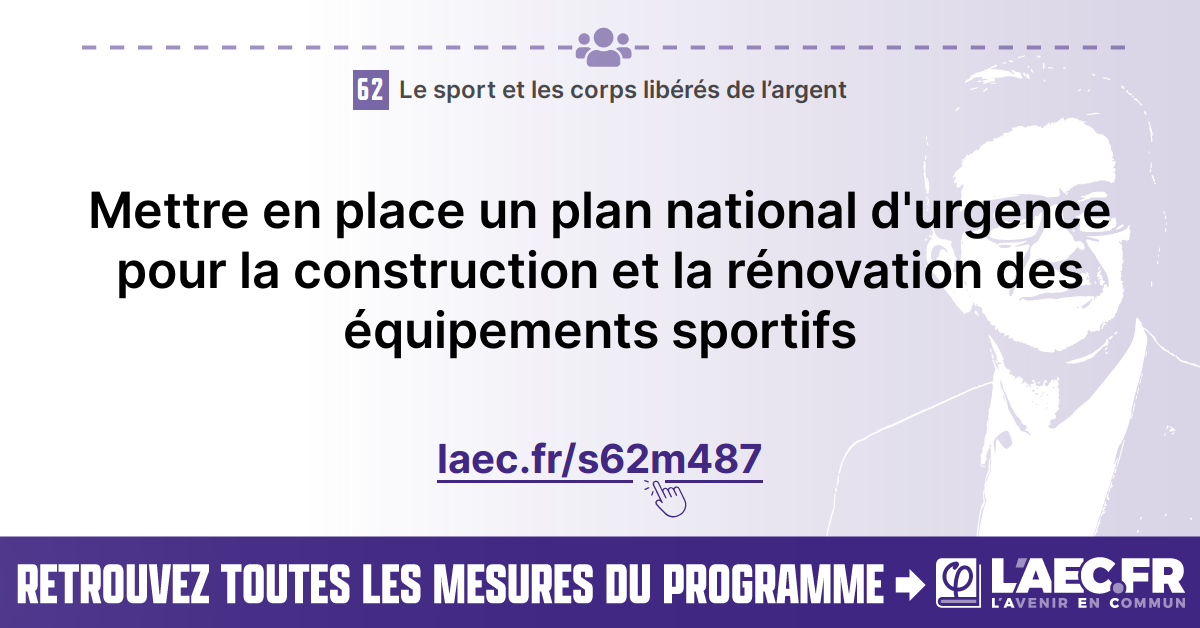 62 Le sport et les corps libérés de l’argent
Mettre en place un plan national d'urgence
pour la construction et la rénovation des
équipements sportifs
laec.fr/s62m487
RETROUVEZ TOUTES LES MESURES DU PROGRAMME
φ L'AEC.FR
L'AVENIR EN COMMUN